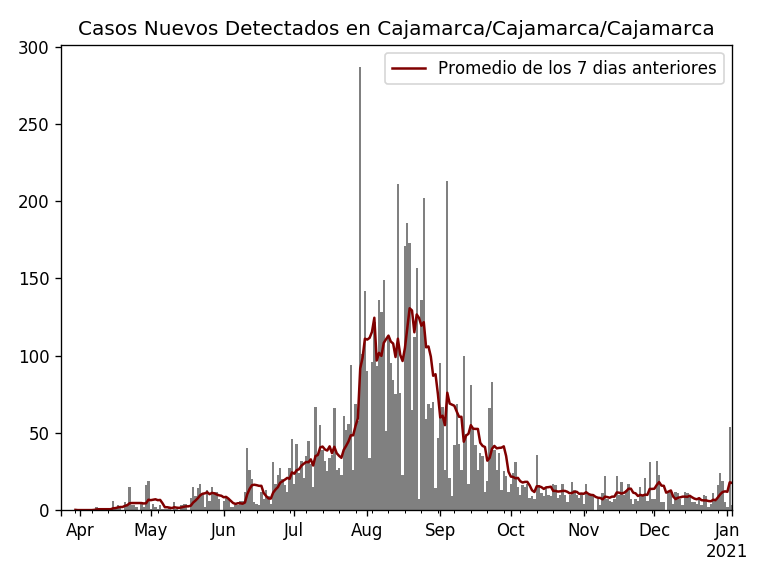 Casos Nuevos Detectados en Cajamarca/Cajamarca/Cajamarca
Promedio de los 7 dias anteriores
300
250
200
150
100
50
0
Apr May Jun Jul Aug Sep Oct Nov Dec Jan
2021